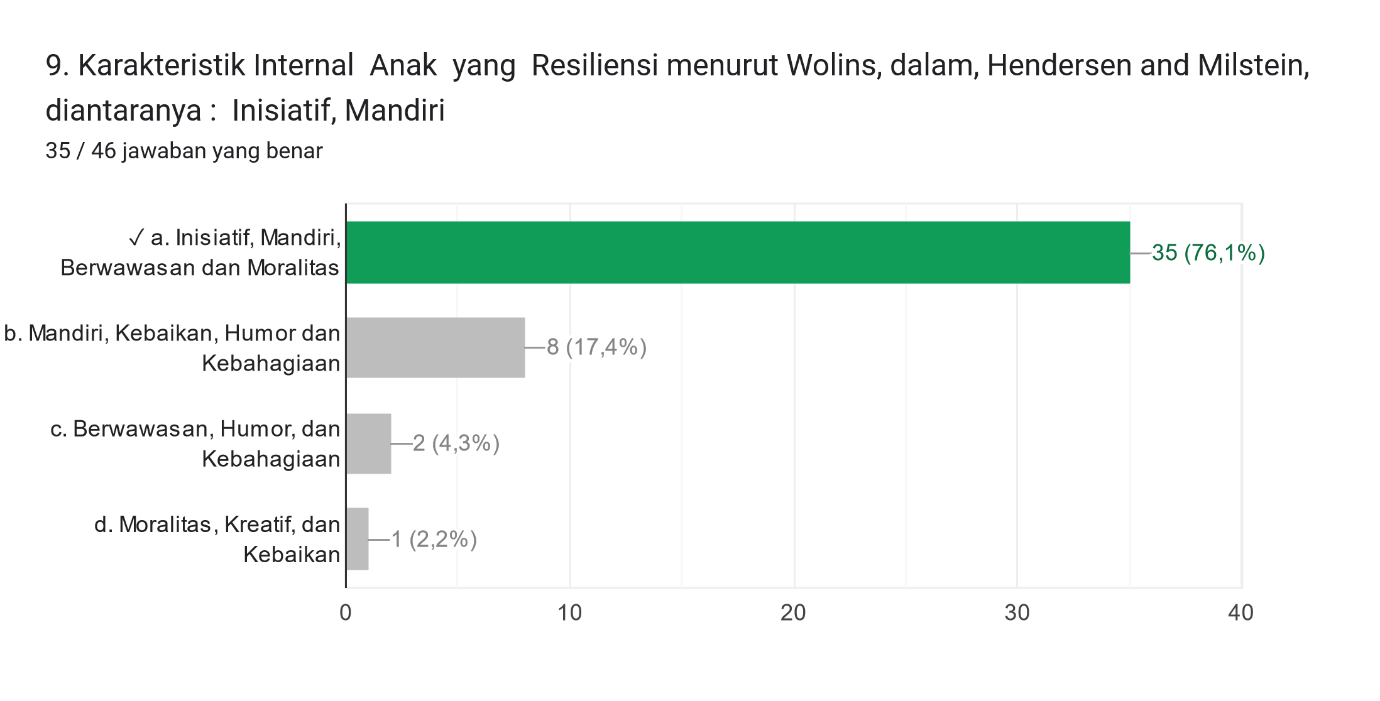 9. Karakteristik Internal  Anak  yang  Resiliensi menurut Wolins, dalam, Hendersen and Milstein,
diantaranya :  Inisiatif, Mandiri
35 / 46 jawaban yang benar
✓ a. Inisiatif, Mandiri,
Berwawasan dan Moralitas
35 (76,1%)
b. Mandiri, Kebaikan, Humor dan
Kebahagiaan
8 (17,4%)
c. Berwawasan, Humor, dan
Kebahagiaan
2 (4,3%)
d. Moralitas, Kreatif, dan
Kebaikan
1 (2,2%)
0 10 20 30 40